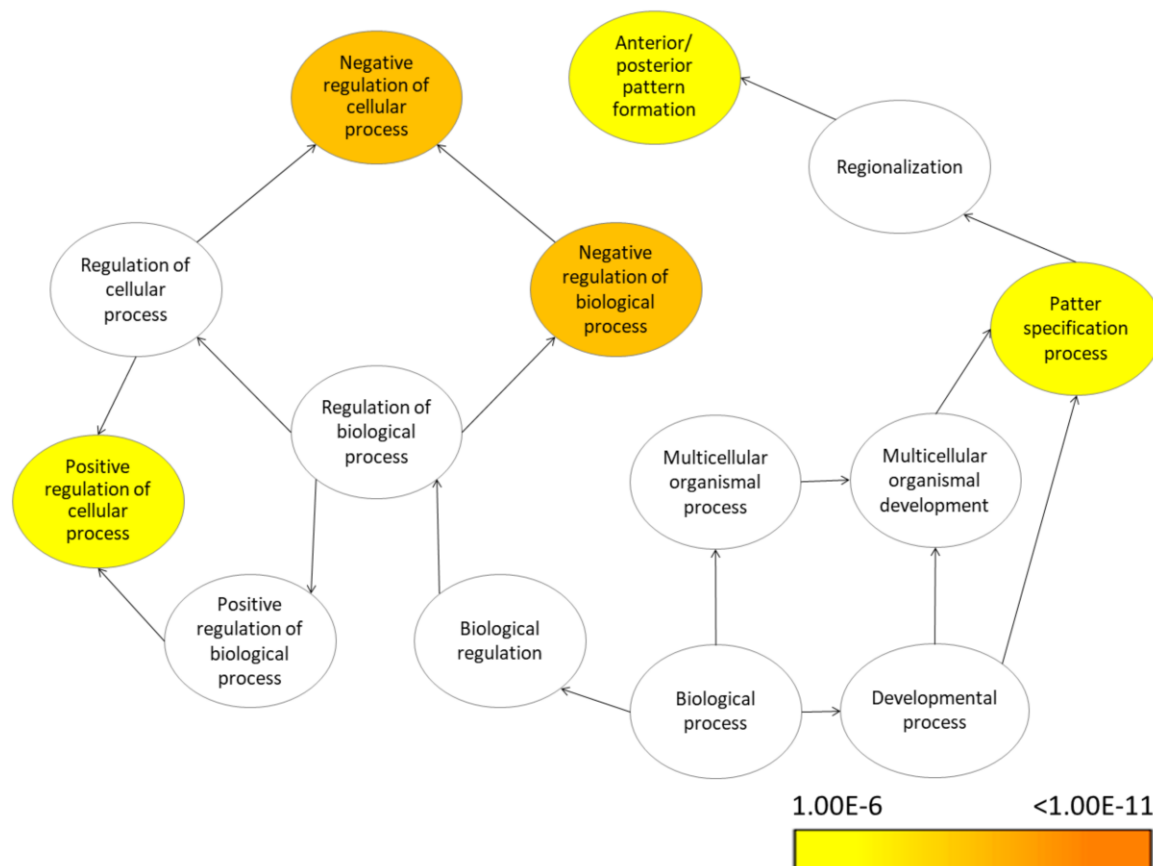 Negative
regulation of
cellular
process
Anterior/
posterior
pattern
formation
Regionalization
Regulation of
cellular
process
Negative
regulation of
biological
process
Patter
specification
process
Regulation of
biological
process
Positive
regulation of
cellular
process
Multicellular
organismal
process
Multicellular
organismal
development
Positive
regulation of
biological
process
Biological
regulation
Biological
process
Developmental
process
1.00E-6
<1.00E-11